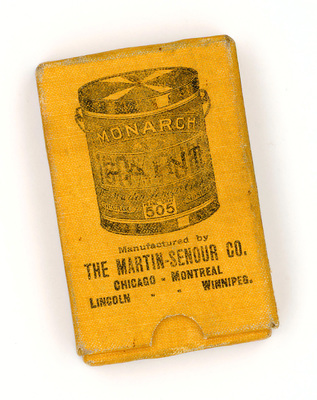 MONARCH
PAINT
505
Manufactured by
THE MARTIN-SENOUR CO.
CHICAGO - MONTREAL
LINCOLN - - WINNIPEG.